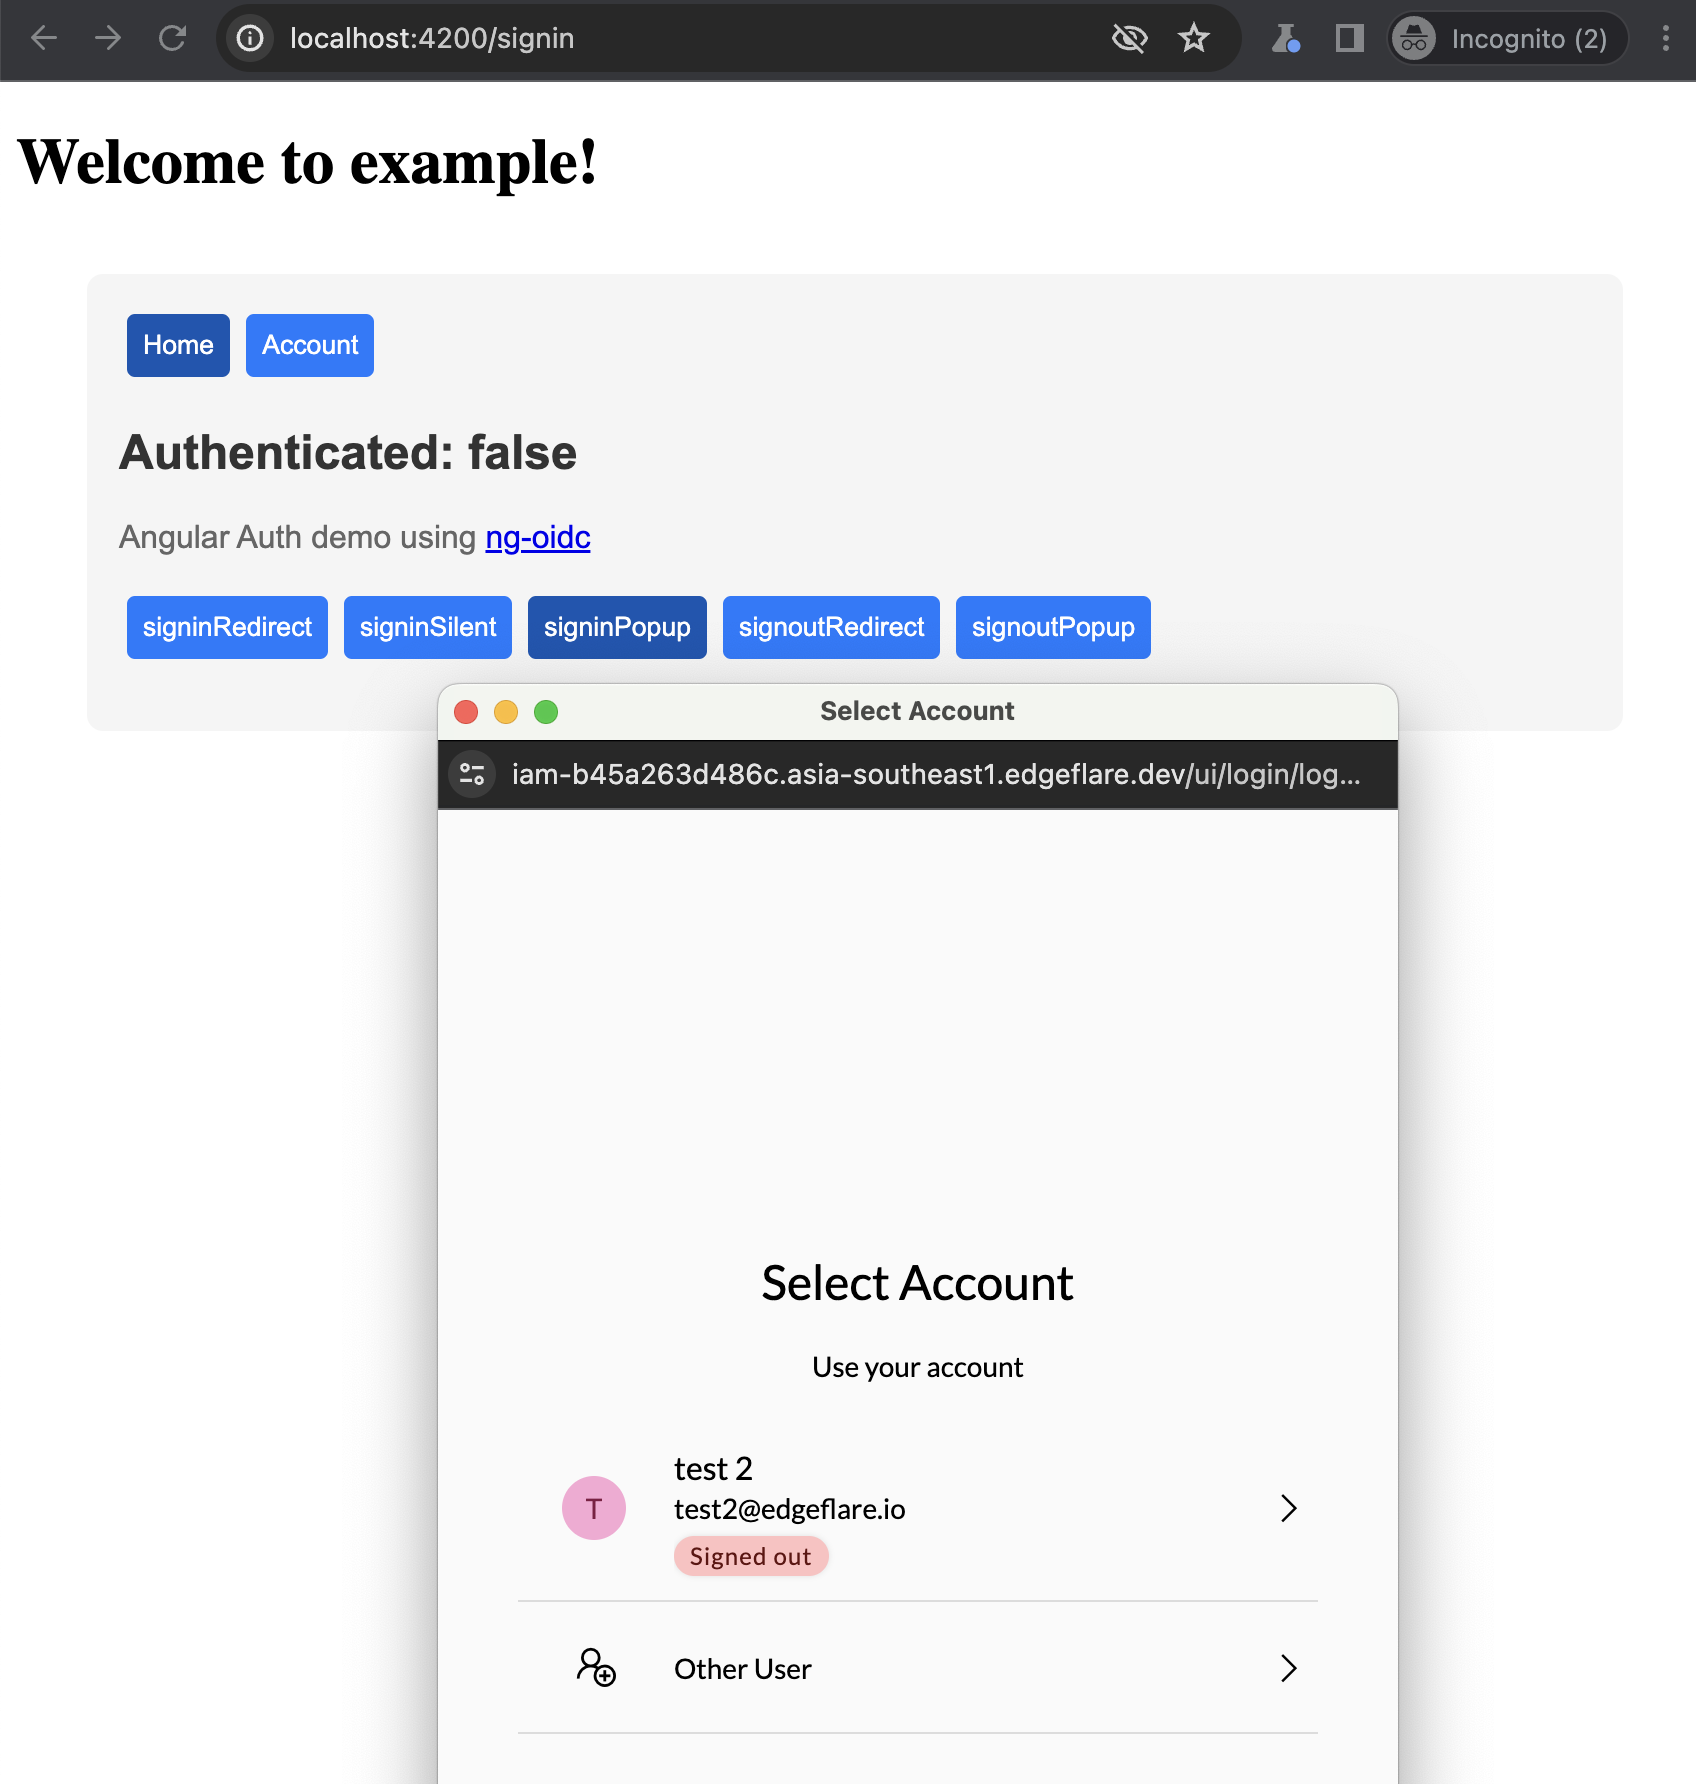 localhost:4200/signin
Incognito (2)
Welcome to example!
Home Account
Authenticated: false
Angular Auth demo using ng-oidc
signinRedirect signinSilent signinPopup signoutRedirect signoutPopup
Select Account
iam-b45a263d486c.asia-southeast1.edgeflare.dev/ui/login/log...
Select Account
Use your account
T
test 2
test2@edgeflare.io
Signed out
Other User